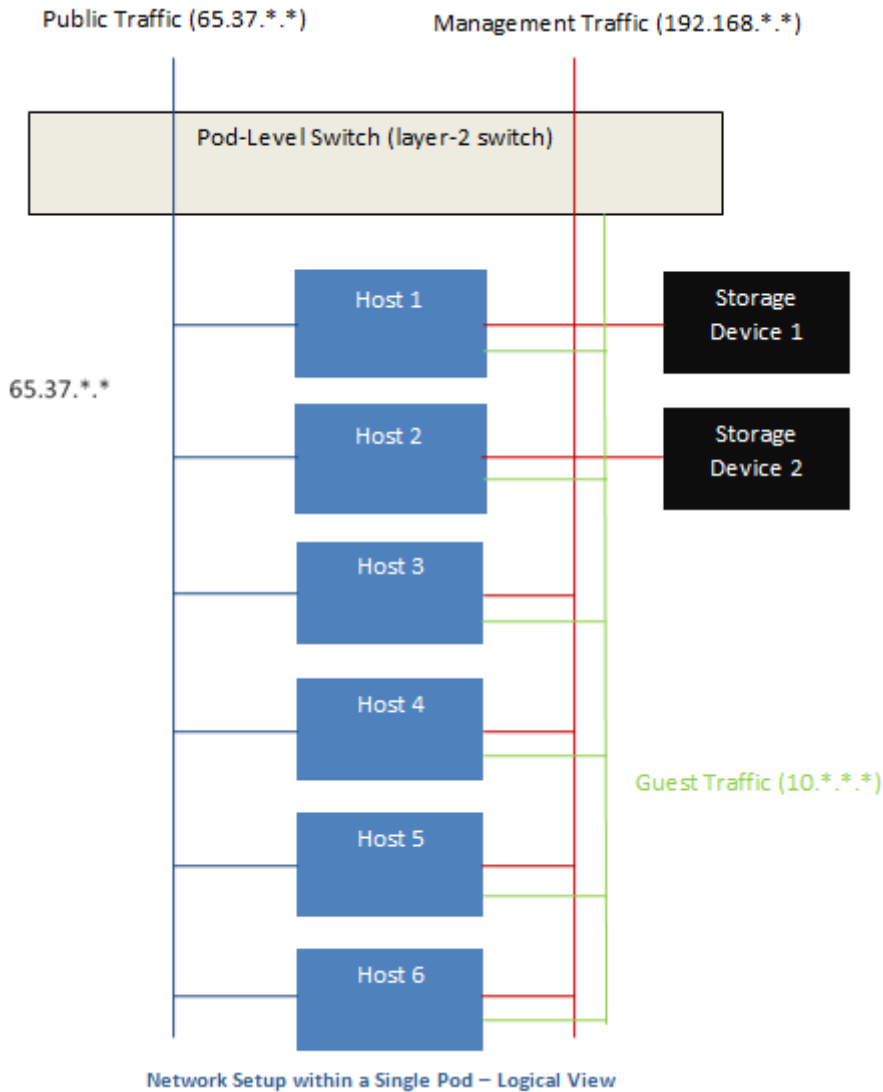 Public Traffic (65.37.*.*)
Management Traffic (192.168.*.*)
Pod-Level Switch (layer-2 switch)
Host 1
Storage
Device 1
65.37.*.*
Host 2
Storage
Device 2
Host 3
Host 4
Guest Traffic (10.*.*.*)
Host 5
Host 6
Network Setup within a Single Pod – Logical View